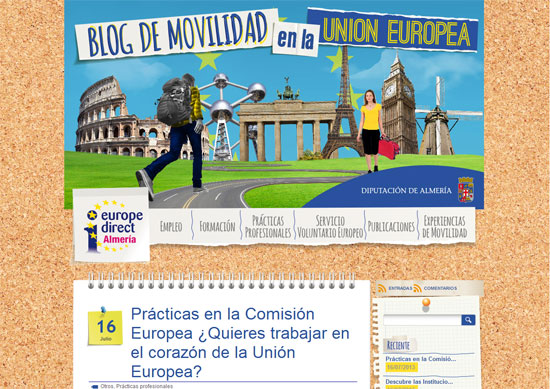 BLOG DE MOVILIDAD en la UNION EUROPEA
DIPUTACIÓN DE ALMERÍA
europe
direct
Almería
EMPLEO
FORMACIÓN
PRÁCTICAS
PROFESIONALES
SERVICIO
VOLUNTARIO EUROPEO
PUBLICACIONES
EXPERIENCIAS
DE MOVILIDAD
ENTRADAS COMENTARIOS
16
Julio
Prácticas en la Comisión
Europea ¿Quieres trabajar en
el corazón de la Unión
Europea?
Otros, Prácticas profesionales
RECIENTE
Prácticas en la Comisió...
16/07/2013
Descubre las Institucio...